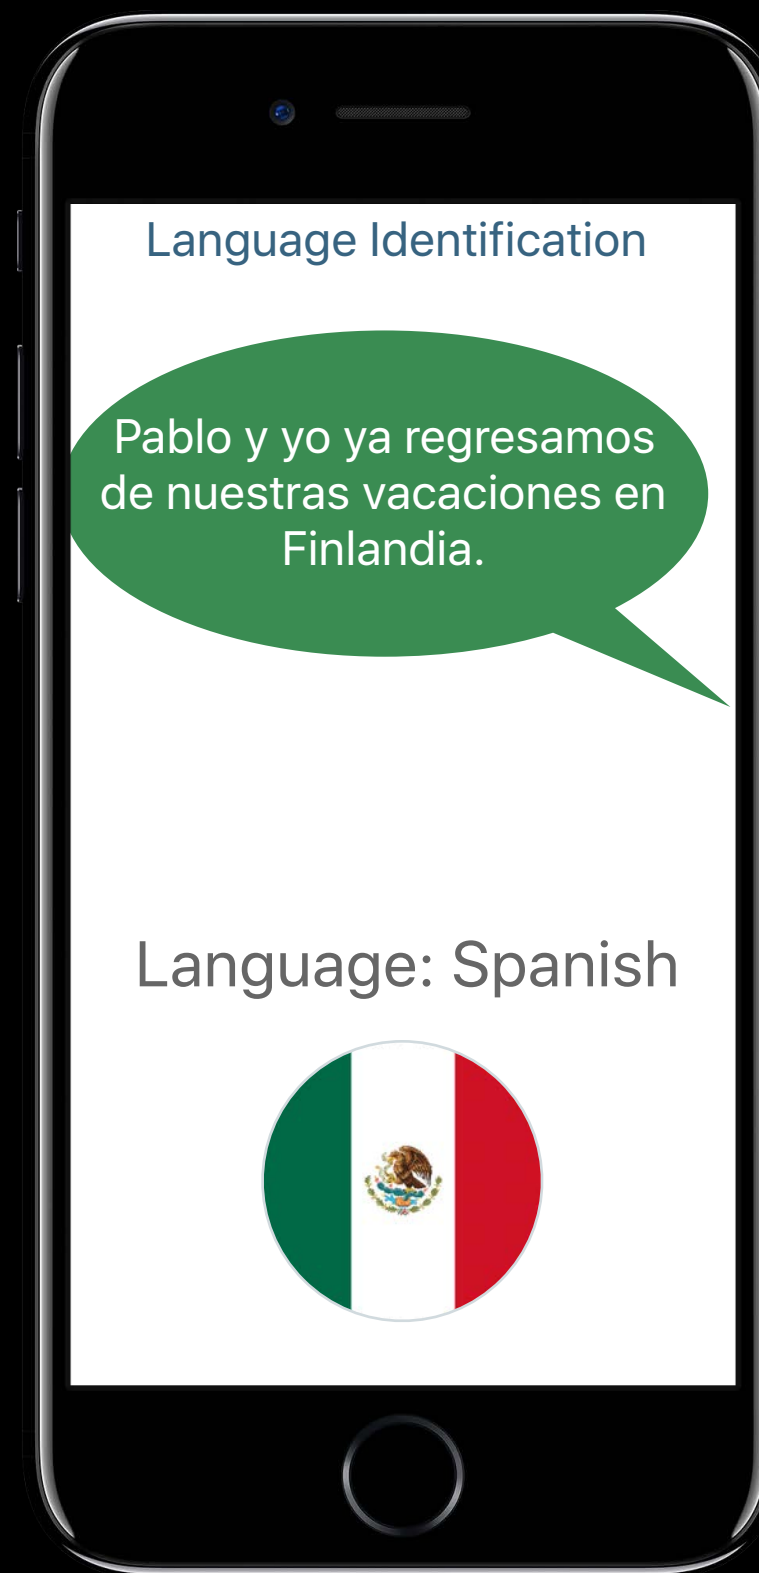 Language Identification
Pablo y yo ya regresamos
de nuestras vacaciones en
Finlandia.
Language: Spanish